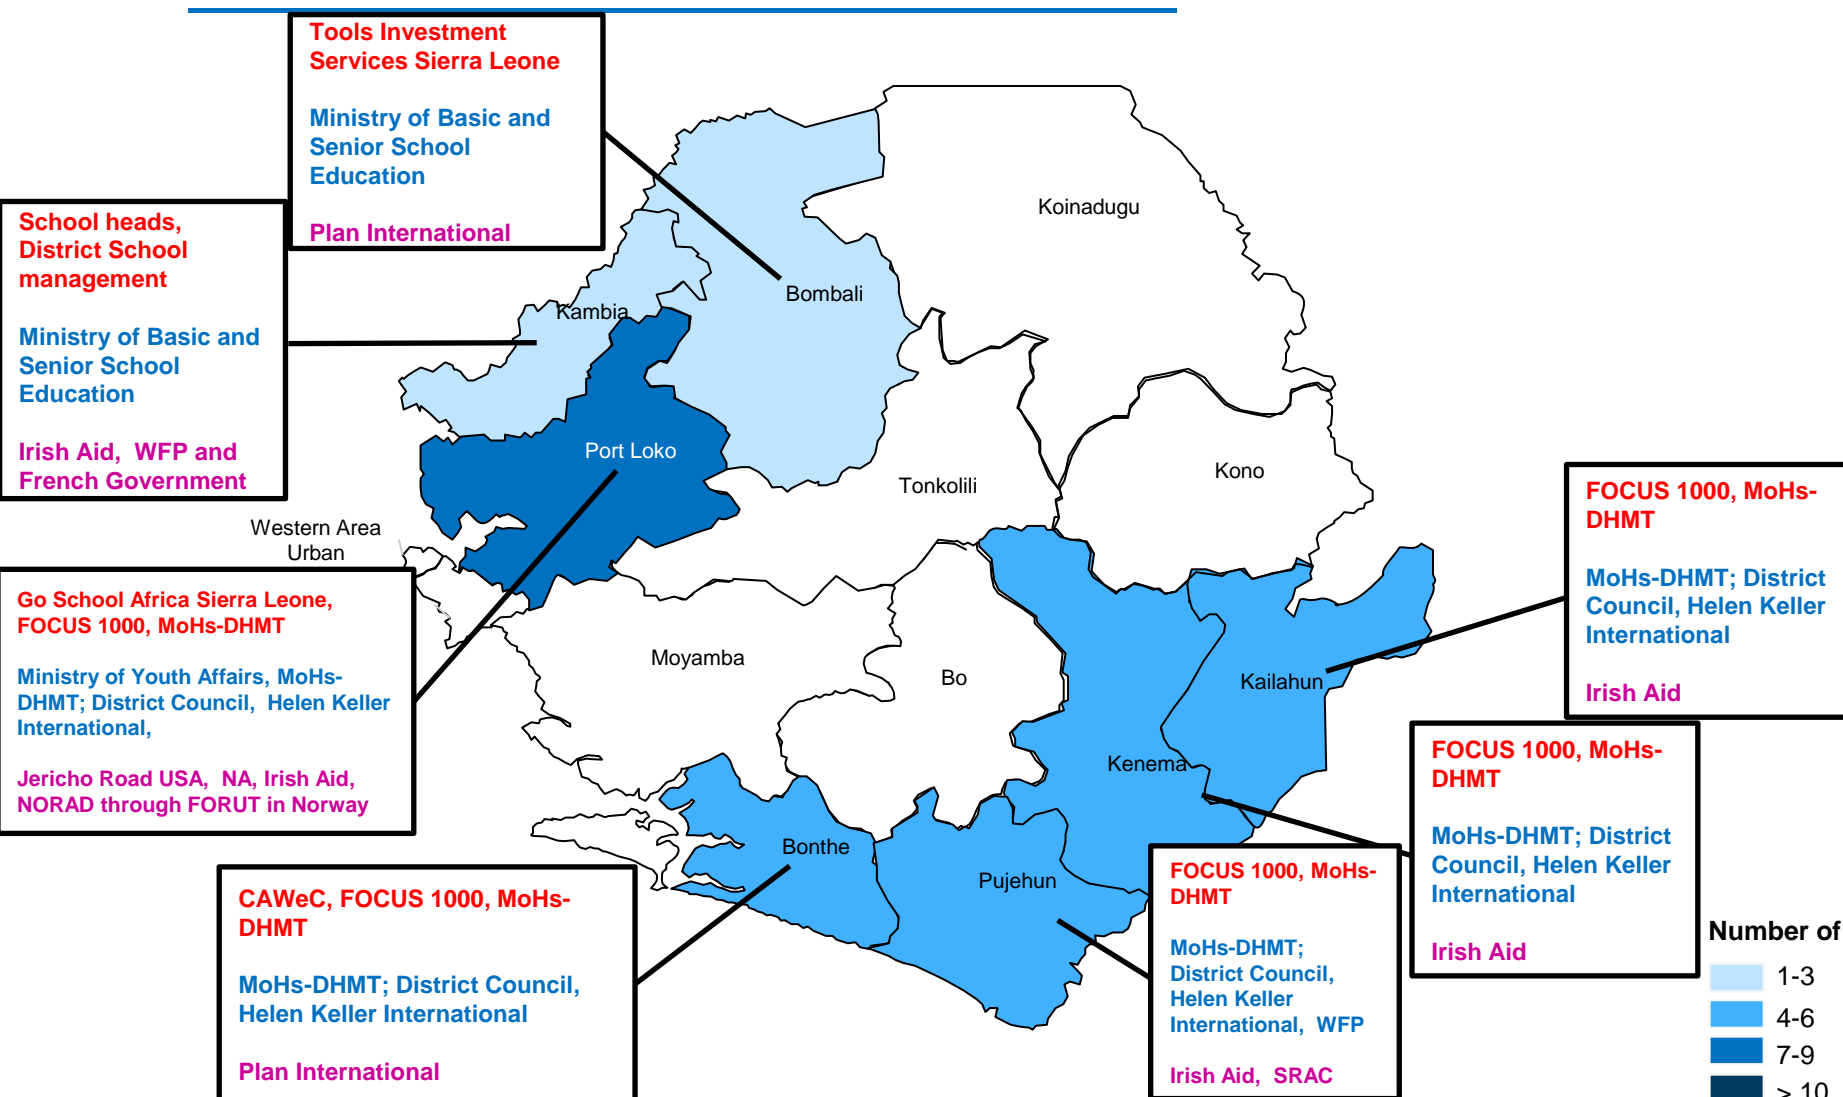 Tools Investment
Services Sierra Leone
Ministry of Basic and
Senior School
Education
Plan International
School heads,
District School
management
Ministry of Basic and
Senior School
Education
Irish Aid,  WFP and
French Government
Koinadugu
Bombali
Kambia
Port Loko
Tonkolili
Kono
Western Area
Urban
Moyamba
Bo
Kailahun
Kenema
Bonthe
Pujehun
Go School Africa Sierra Leone,
FOCUS 1000, MoHs-DHMT
Ministry of Youth Affairs, MoHs-
DHMT; District Council,  Helen Keller
International,
Jericho Road USA,  NA, Irish Aid,
NORAD through FORUT in Norway
FOCUS 1000, MoHs-
DHMT
MoHs-DHMT; District
Council, Helen Keller
International
Irish Aid
FOCUS 1000, MoHs-
DHMT
MoHs-DHMT; District
Council, Helen Keller
International
Irish Aid
CAWeC, FOCUS 1000, MoHs-
DHMT
MoHs-DHMT; District Council,
Helen Keller International
Plan International
FOCUS 1000, MoHs-
DHMT
MoHs-DHMT;
District Council,
Helen Keller
International,  WFP
Irish Aid,  SRAC
Number of
1-3
4-6
7-9
> 10